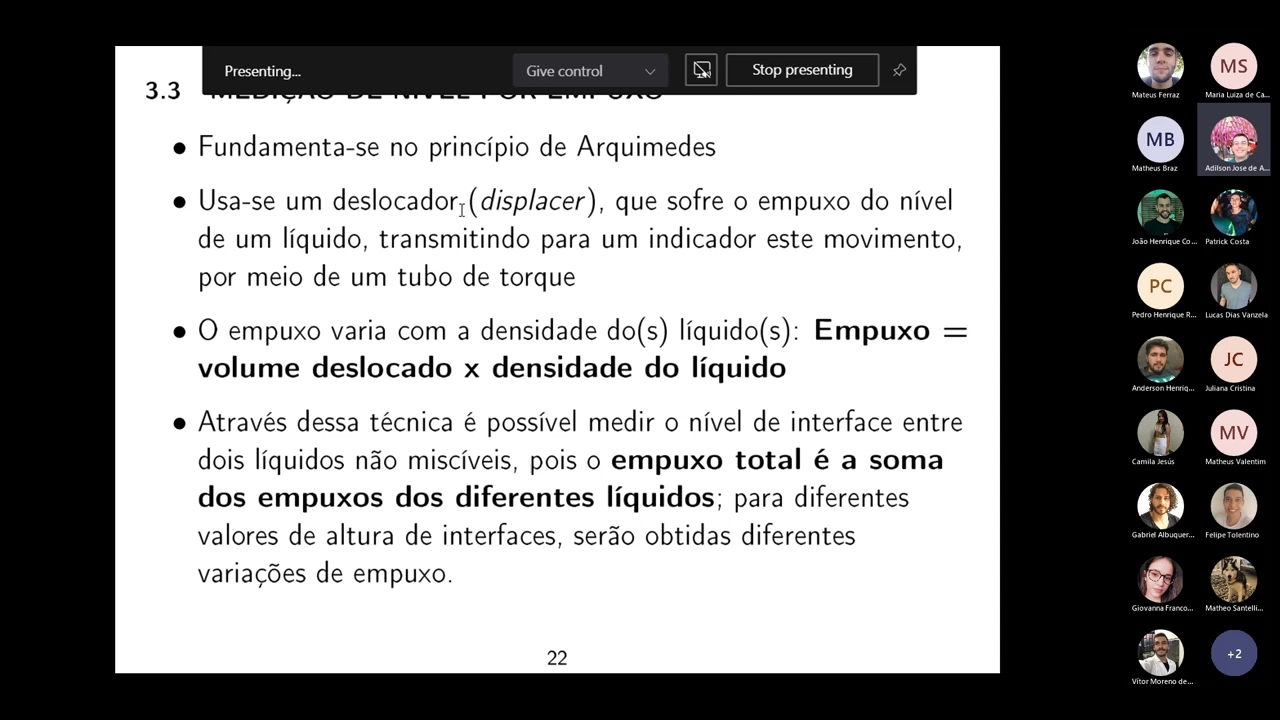 Presenting...
Give control
Stop presenting
3.3 MEDIÇÃO DE NÍVEL POR EMPUXO
• Fundamenta-se no princípio de Arquimedes
• Usa-se um deslocador (displacer), que sofre o empuxo do nível
de um líquido, transmitindo para um indicador este movimento,
por meio de um tubo de torque
• O empuxo varia com a densidade do(s) líquido(s): Empuxo =
volume deslocado x densidade do líquido
• Através dessa técnica é possível medir o nível de interface entre
dois líquidos não miscíveis, pois o empuxo total é a soma
dos empuxos dos diferentes líquidos; para diferentes
valores de altura de interfaces, serão obtidas diferentes
variações de empuxo.
22
Mateus Ferraz
MS
Maria Luiza de Ca...
MB
Matheus Braz
Adilson Jose de A...
João Henrique Co...
Patrick Costa
PC
Pedro Henrique R...
Lucas Dias Vanzela
Anderson Henriq...
JC
Juliana Cristina
Camila Jesús
MV
Matheus Valentim
Gabriel Albuquer...
Felipe Tolentino
Giovanna Franco...
Matheo Santelli...
Vítor Moreno de...
+2